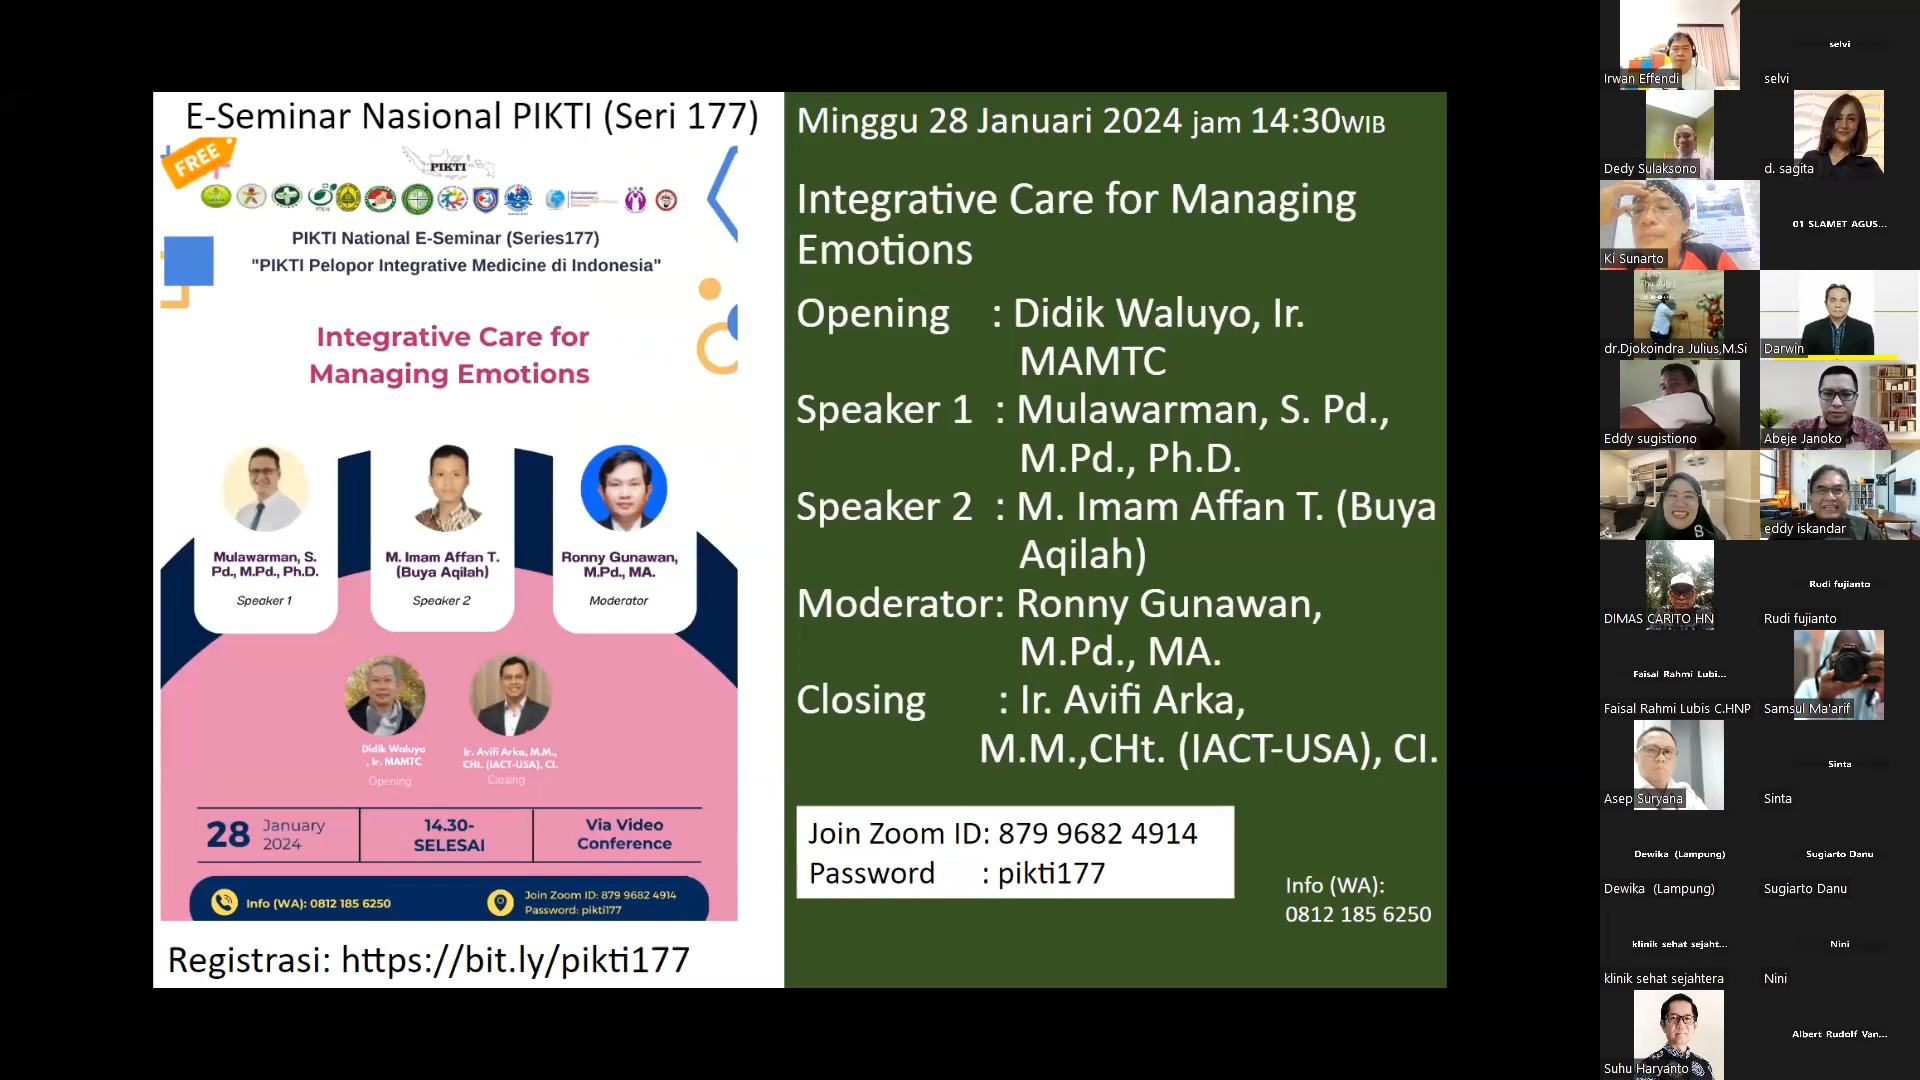 E-Seminar Nasional PIKTI (Seri 177)
FREE
PIKTI
PIKTI National E-Seminar (Series177)
"PIKTI Pelopor Integrative Medicine di Indonesia"
Integrative Care for
Managing Emotions
Mulawarman, S.
Pd., M.Pd., Ph.D.
Speaker 1
M. Imam Affan T.
(Buya Aqilah)
Speaker 2
Ronny Gunawan,
M.Pd., MA.
Moderator
Didik Waluyo
, Ir. MAMTC
Opening
Ir. Avifi Arka, M.M.,
CHt. (IACT-USA), CI.
Closing
28 January
2024
14.30-
SELESAI
Via Video
Conference
Info (WA): 0812 185 6250
Join Zoom ID: 879 9682 4914
Password: pikti177
Registrasi: https://bit.ly/pikti177
Minggu 28 Januari 2024 jam 14:30WIB
Integrative Care for Managing
Emotions
Opening : Didik Waluyo, Ir.
MAMTC
Speaker 1 : Mulawarman, S. Pd.,
M.Pd., Ph.D.
Speaker 2 : M. Imam Affan T. (Buya
Aqilah)
Moderator: Ronny Gunawan,
M.Pd., MA.
Closing : Ir. Avifi Arka,
M.M.,CHt. (IACT-USA), CI.
Join Zoom ID: 879 9682 4914
Password : pikti177
Info (WA):
0812 185 6250
Irwan Effendi
selvi
selvi
Dedy Sulaksono
d. sagita
Ki Sunarto
01 SLAMET AGUS...
dr.Djokoindra Julius,M.Si
Darwin
Eddy sugistiono
Abeje Janoko
eddy iskandar
DIMAS CARITO HN
Rudi fujianto
Rudi fujianto
Faisal Rahmi Lubi...
Faisal Rahmi Lubis C.HNP
Samsul Ma'arif
Asep Suryana
Sinta
Sinta
Dewika (Lampung)
Dewika (Lampung)
Sugiarto Danu
Sugiarto Danu
klinik sehat sejaht...
klinik sehat sejahtera
Nini
Nini
Suhu Haryanto
Albert Rudolf Van...